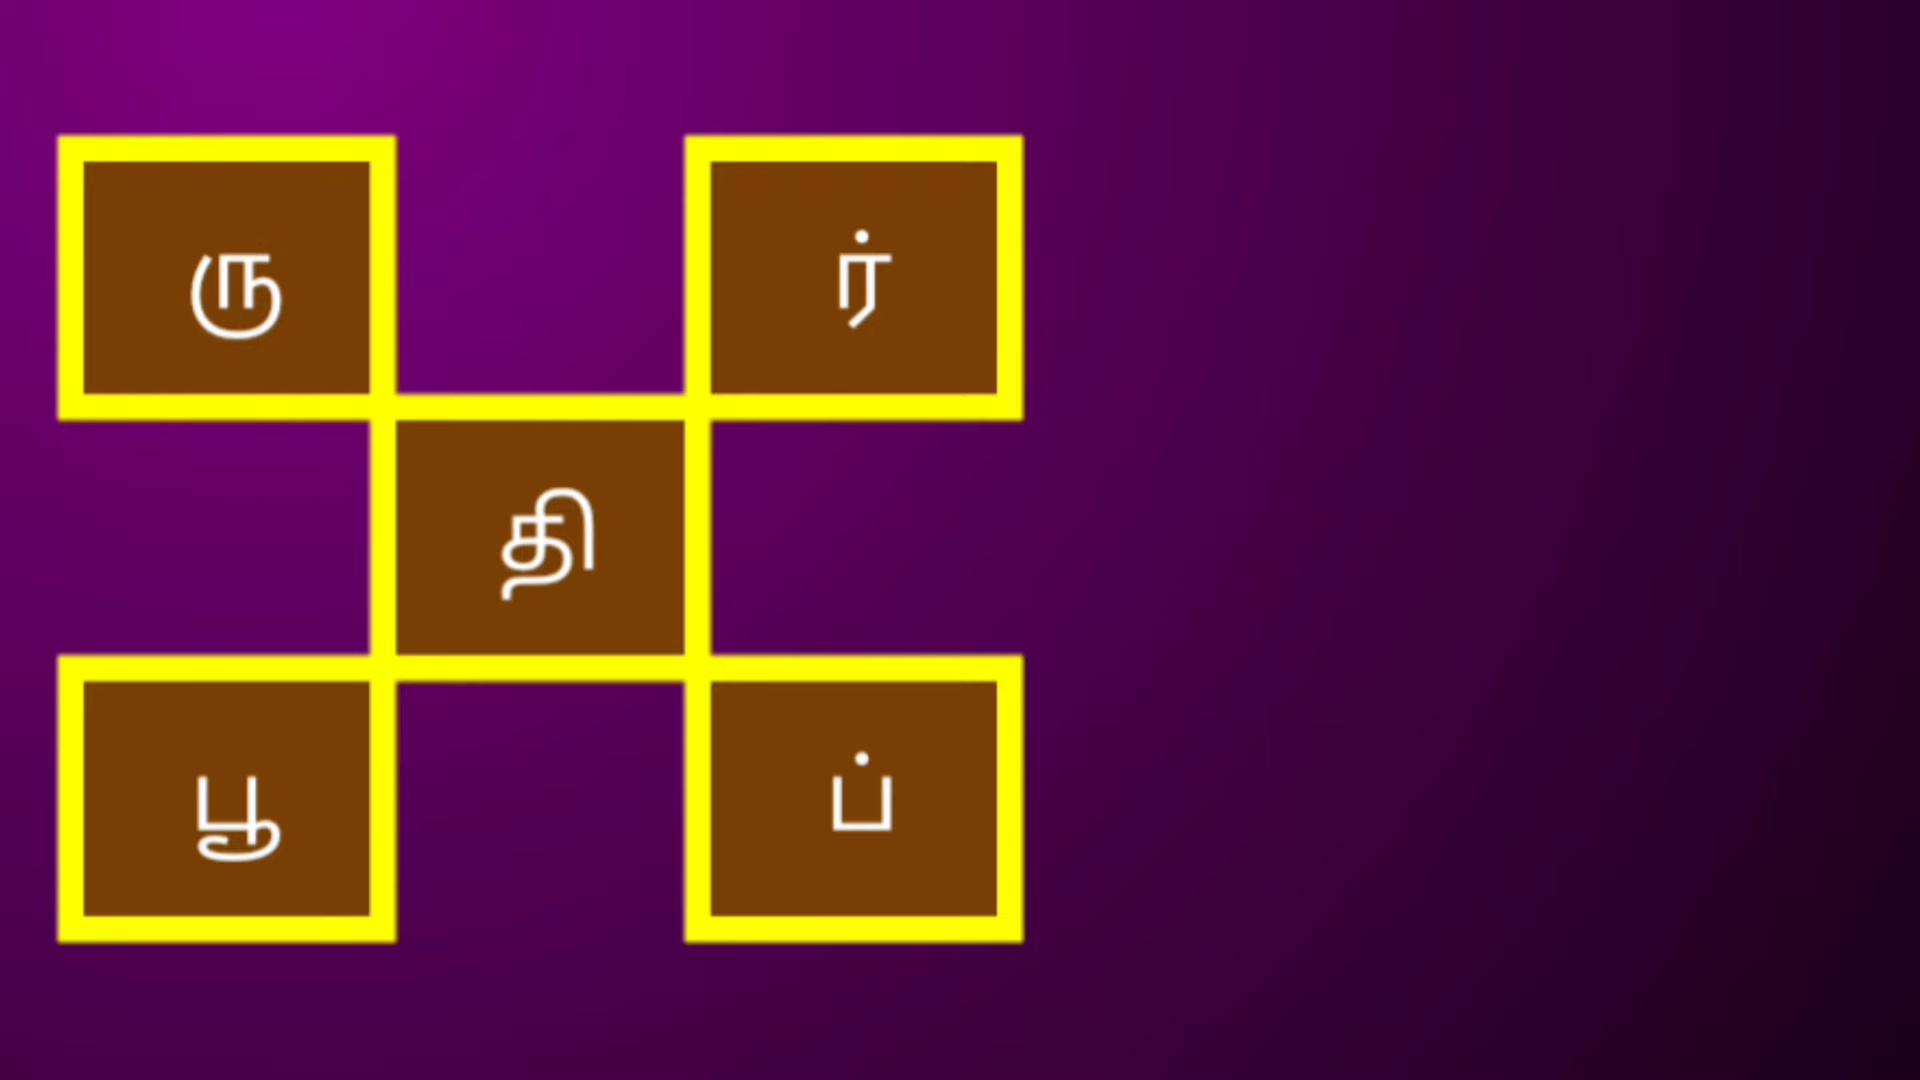 ரு ர்
தி
பூ ப்